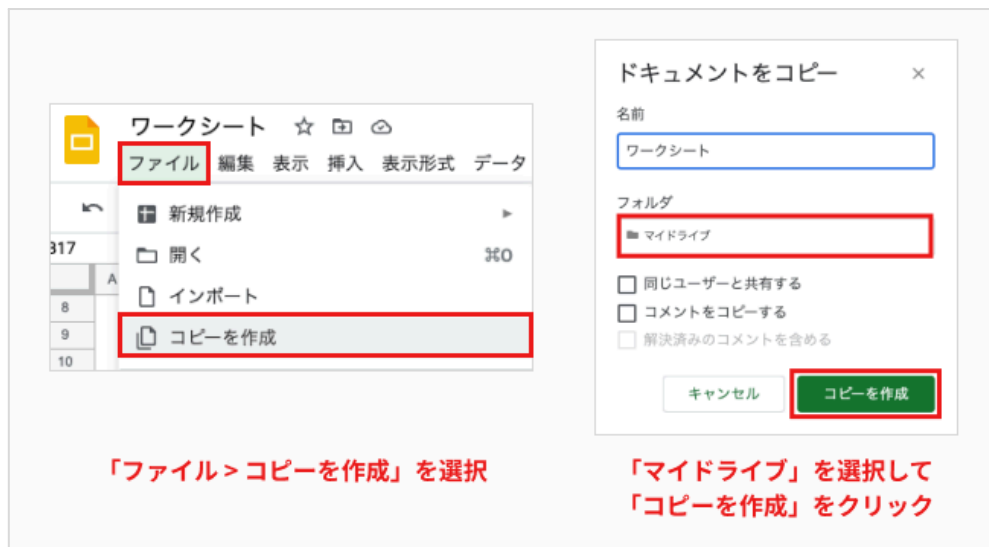 ワークシート
ファイル 編集 表示 挿入 表示形式 データ
新規作成
317
開く ⌘O
A
インポート
8
9
コピーを作成
10
「ファイル > コピーを作成」を選択
ドキュメントをコピー
名前
ワークシート
フォルダ
マイドライブ
同じユーザーと共有する
コメントをコピーする
解決済みのコメントを含める
キャンセル コピーを作成
「マイドライブ」を選択して
「コピーを作成」をクリック